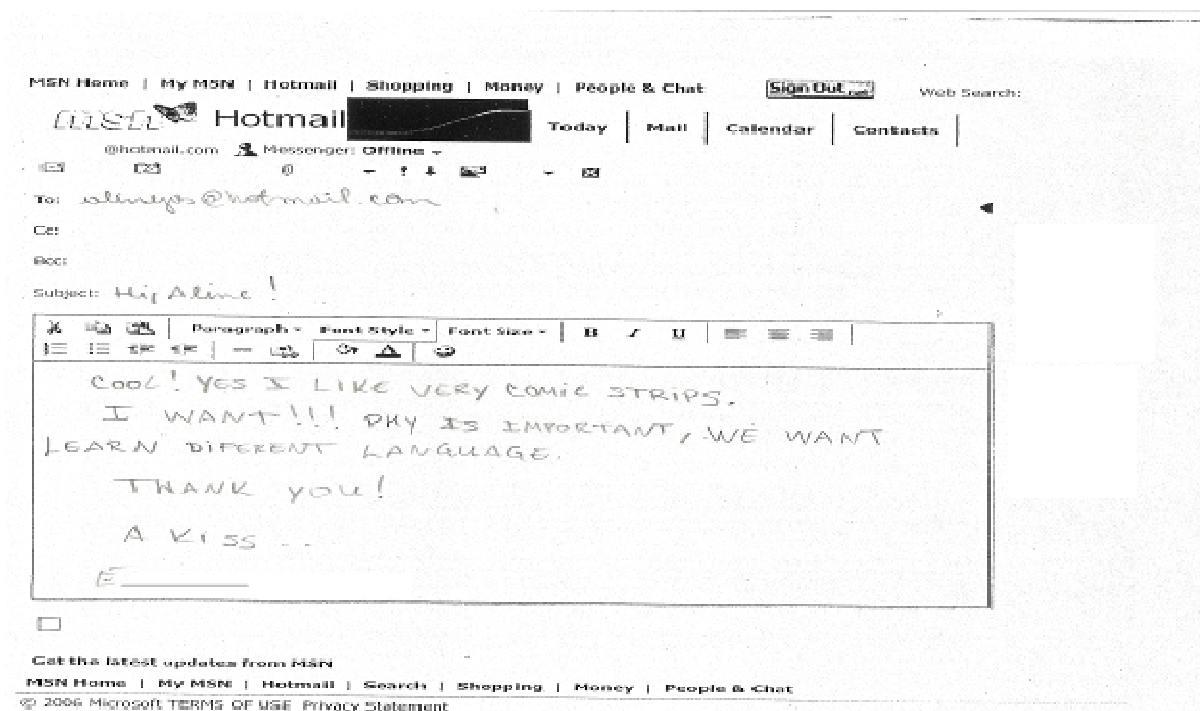 MSN Home | My MSN | Hotmail | Shopping | Money | People & Chat Sign Out Web Search:
msn Hotmail Today Mail Calendar Contacts
@hotmail.com Messenger: Offline
To: @hotmail.com
Cc:
Bcc:
Subject: Hi, Aline!
Paragraph Font Style Font Size B I U
COOL! YES I LIKE VERY COMIC STRIPS.
I WANT!!! IS IMPORTANT, WE WANT
LEARN DIFERENT LANGUAGE.
THANK YOU!
A KISS...
E
Get the latest updates from MSN
MSN Home | My MSN | Hotmail | Search | Shopping | Money | People & Chat
© 2006 Microsoft TERMS OF USE Privacy Statement